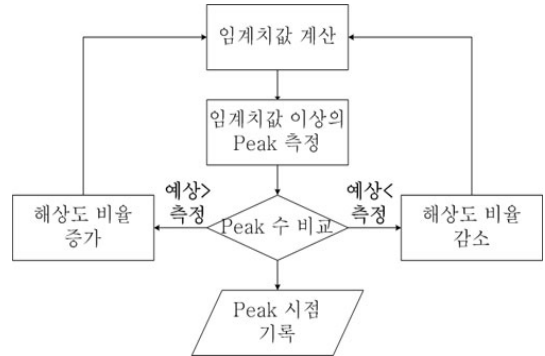 임계치값 계산
임계치값 이상의
Peak 측정
예상>
측정
예상<
측정
해상도 비율
증가
Peak 수 비교
해상도 비율
감소
Peak 시점
기록